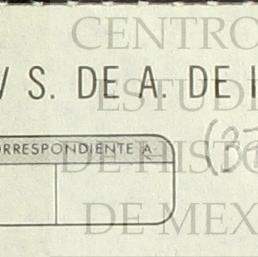 CENTRO
V S. DE A. DE I
ESTUDI
ORRESPONDIENTE A
DE HISTO
DE MEX